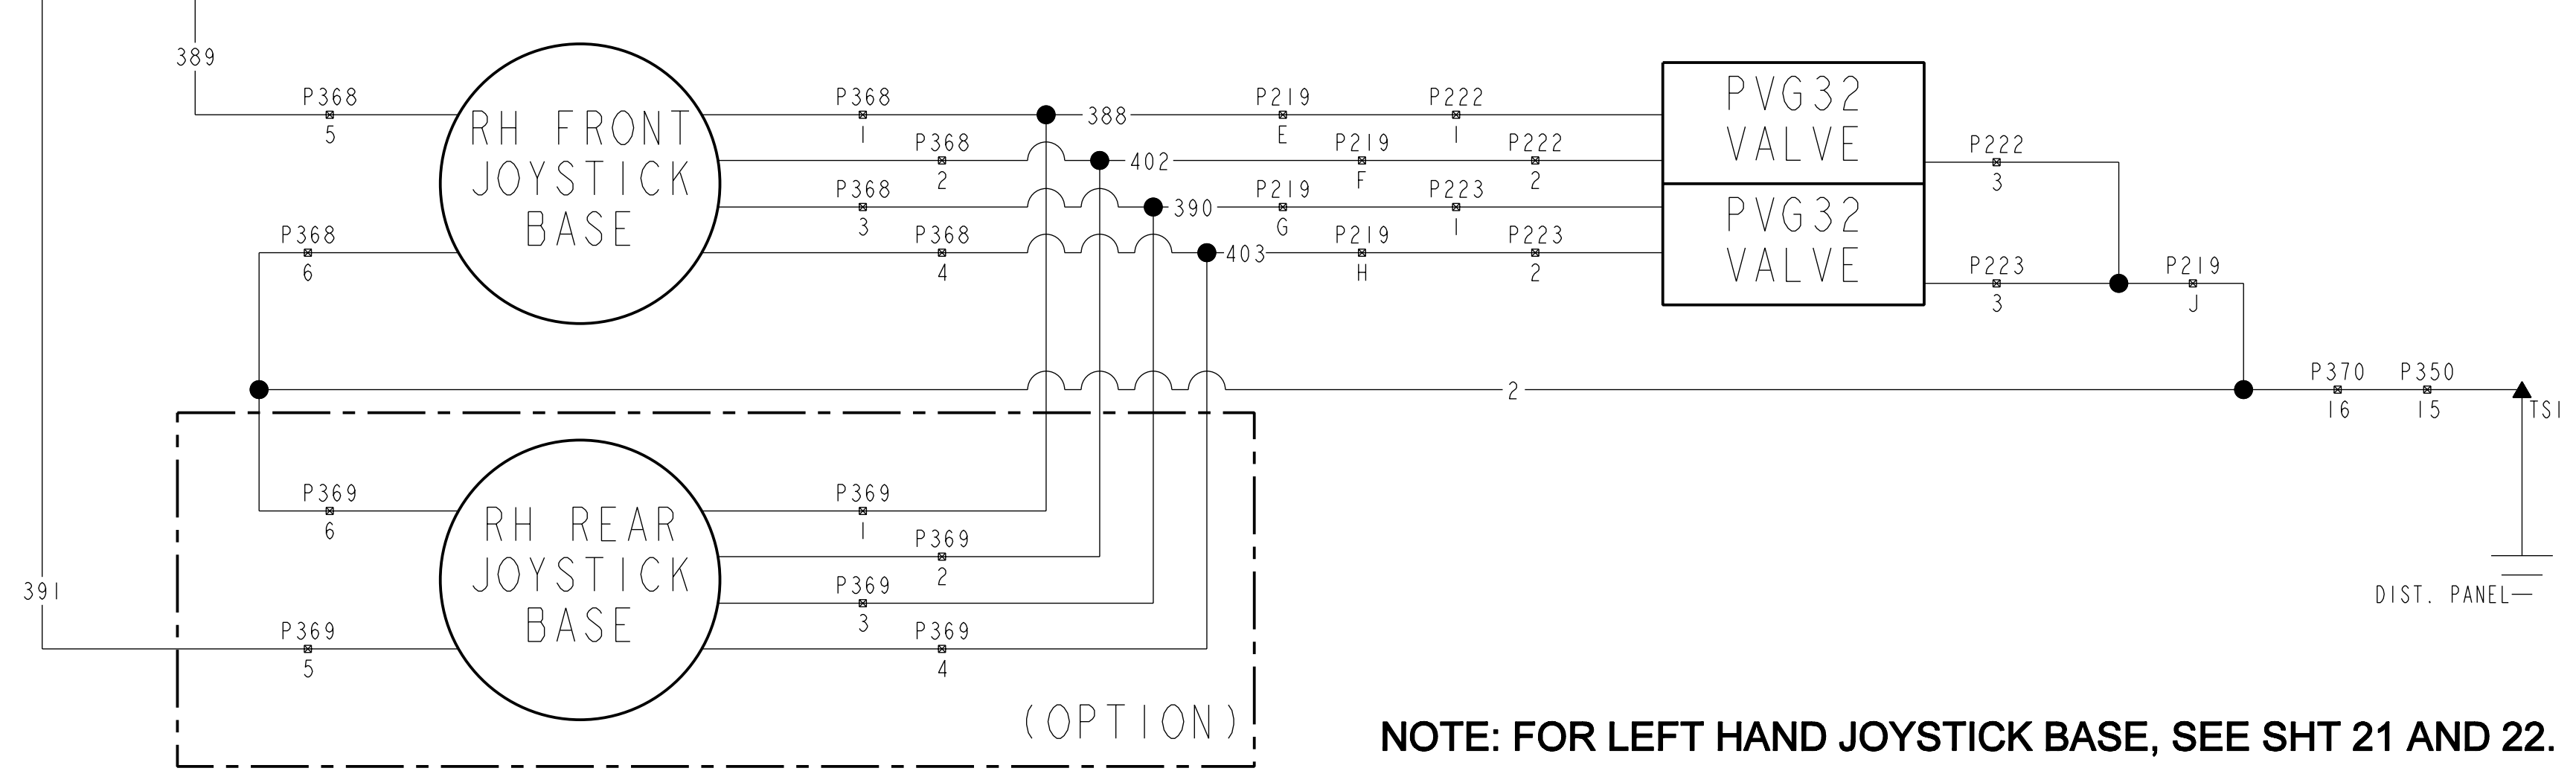 389
P368
5
RH FRONT
JOYSTICK
BASE
P368
1
P368
2
P368
3
P368
4
P368
6
388
402
390
403
P219
E
P222
1
P219
F
P222
2
P219
G
P223
1
P219
H
P223
2
PVG32
VALVE
PVG32
VALVE
P222
3
P223
3
P219
J
2
P370
16
P350
15
TS1
DIST. PANEL
391
P369
6
RH REAR
JOYSTICK
BASE
P369
5
P369
1
P369
2
P369
3
P369
4
(OPTION)
NOTE: FOR LEFT HAND JOYSTICK BASE, SEE SHT 21 AND 22.